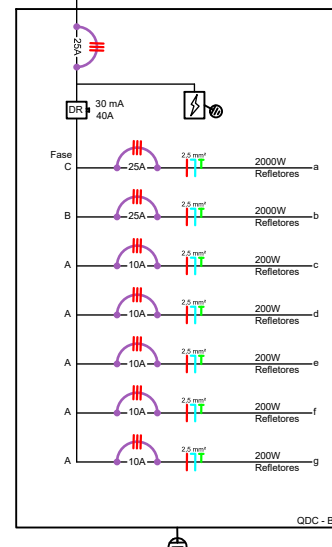 25A
DR
30 mA
40A
Fase
C 25A 2,5 mm² 2000W a
Refletores
B 25A 2,5 mm² 2000W b
Refletores
A 10A 2,5 mm² 200W c
Refletores
A 10A 2,5 mm² 200W d
Refletores
A 10A 2,5 mm² 200W e
Refletores
A 10A 2,5 mm² 200W f
Refletores
A 10A 2,5 mm² 200W g
Refletores
QDC - B